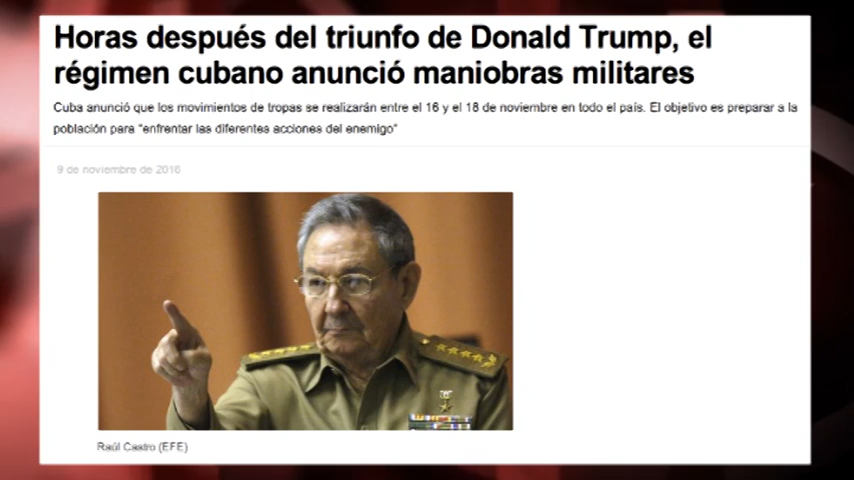 Horas después del triunfo de Donald Trump, el
régimen cubano anunció maniobras militares
Cuba anunció que los movimientos de tropas se realizarán entre el 16 y el 18 de noviembre en todo el país. El objetivo es preparar a la
población para "enfrentar las diferentes acciones del enemigo"
9 de noviembre de 2016
Raúl Castro (EFE)